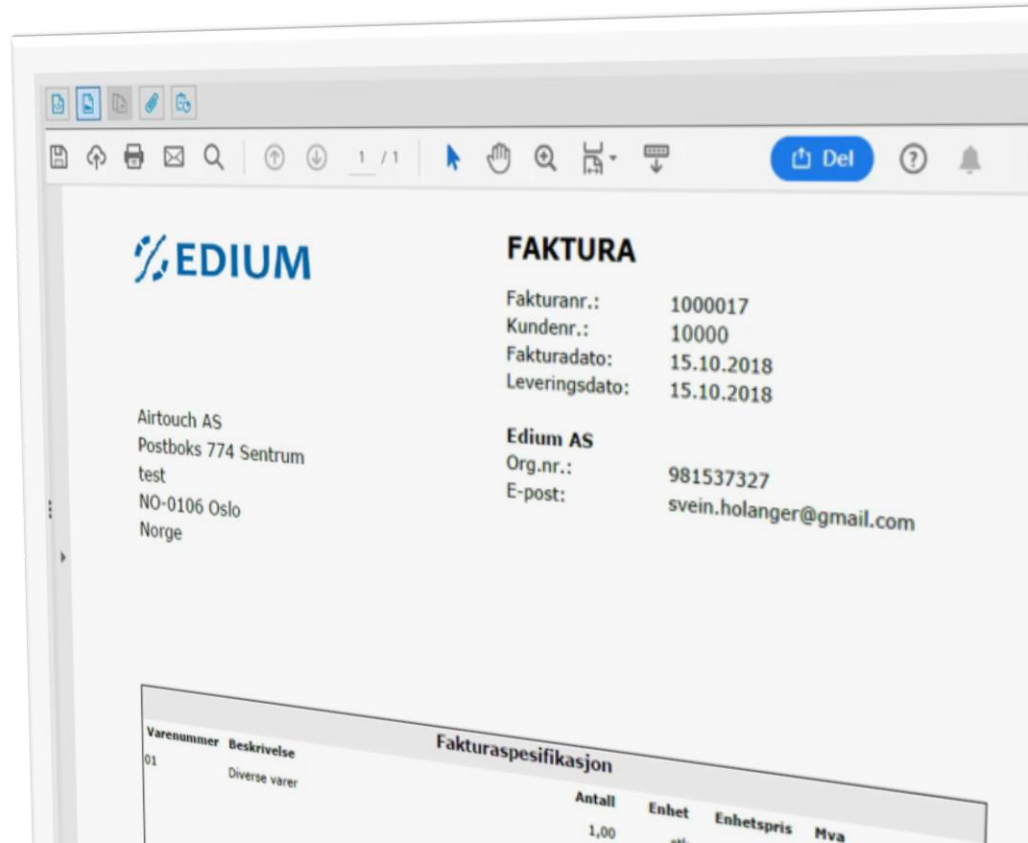 1 / 1
Del
EDIUM
FAKTURA
Fakturanr.: 1000017
Kundenr.: 10000
Fakturadato: 15.10.2018
Leveringsdato: 15.10.2018
Airtouch AS
Postboks 774 Sentrum
test
NO-0106 Oslo
Norge
Edium AS
Org.nr.: 981537327
E-post: svein.holanger@gmail.com
Fakturaspesifikasjon
Varenummer Beskrivelse Antall Enhet Enhetspris Mva
01 Diverse varer 1,00